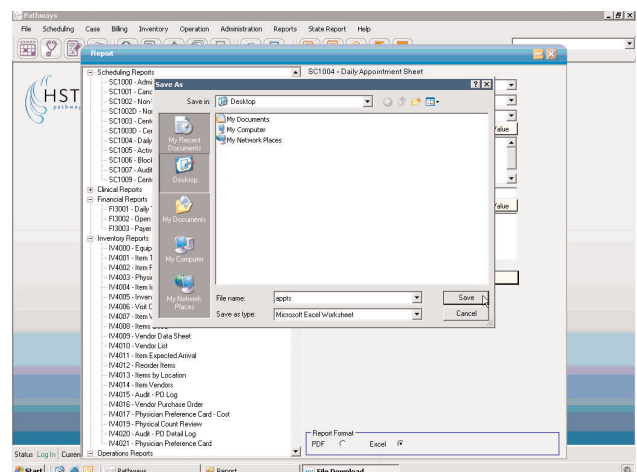 Pathways
File Scheduling Case Billing Inventory Operation Administration Reports State Report Help
HST
pathways
Report
Scheduling Reports
SC1000 - Admi
SC1001 - Canc
SC1002 - Non-
SC1002D - Non
SC1003 - Cent
SC1003D - Cen
SC1004 - Daily
SC1005 - Activ
SC1006 - Block
SC1007 - Audit
SC1009 - Cent
Clinical Reports
Financial Reports
FI3001 - Daily
FI3002 - Open
FI3003 - Payer
Inventory Reports
IV4000 - Equip
IV4001 - Item T
IV4002 - Item F
IV4003 - Physic
IV4004 - Item I
IV4005 - Inven
IV4006 - Visit C
IV4007 - Item V
IV4008 - Items Used
IV4009 - Vendor Data Sheet
IV4010 - Vendor List
IV4011 - Item Expected Arrival
IV4012 - Reorder Items
IV4013 - Items by Location
IV4014 - Item Vendors
IV4015 - Audit - PO Log
IV4016 - Vendor Purchase Order
IV4017 - Physician Preference Card - Cost
IV4019 - Physical Count Review
IV4020 - Audit - PO Detail Log
IV4021 - Physician Preference Card
Operations Reports
SC1004 - Daily Appointment Sheet
Value
Value
Save As
Save in: Desktop
My Recent
Documents
Desktop
My Documents
My Computer
My Network
Places
My Documents
My Computer
My Network Places
File name: appts Save
Save as type: Microsoft Excel Worksheet Cancel
Report Format
PDF Excel
Status Log In Curren
Start Pathways Report File Download